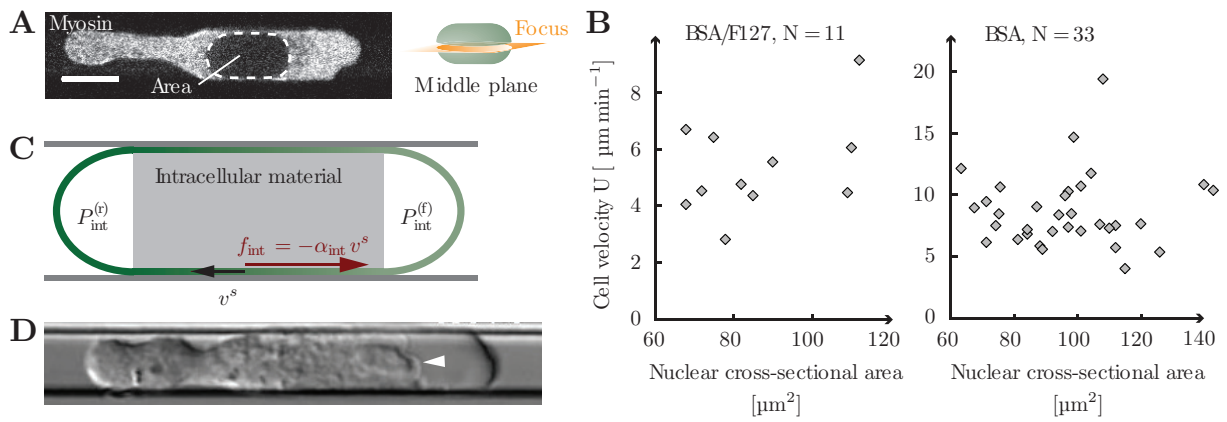 A
Myosin
Area
Focus
Middle plane
B
BSA/F127, N = 11
BSA, N = 33
Cell velocity U [ µm min⁻¹]
8
6
4
2
0
60
80
100
120
20
15
10
5
0
60
80
100
120
140
Nuclear cross-sectional area
[µm²]
Nuclear cross-sectional area
[µm²]
C
Intracellular material
P_int^(r)
P_int^(f)
f_int = −α_int v^s
v^s
D